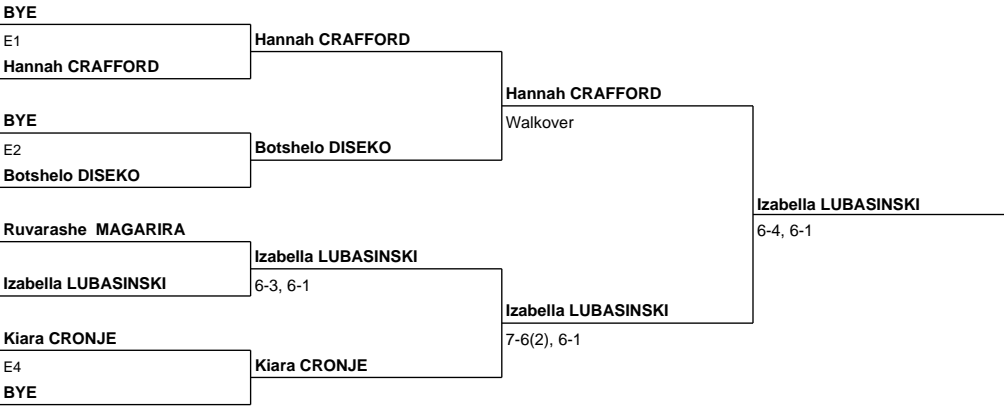 BYE
E1
Hannah CRAFFORD
BYE
E2
Botshelo DISEKO
Ruvarashe MAGARIRA
Izabella LUBASINSKI
Kiara CRONJE
E4
BYE
Hannah CRAFFORD
Botshelo DISEKO
Izabella LUBASINSKI
6-3, 6-1
Kiara CRONJE
Hannah CRAFFORD
Walkover
Izabella LUBASINSKI
7-6(2), 6-1
Izabella LUBASINSKI
6-4, 6-1